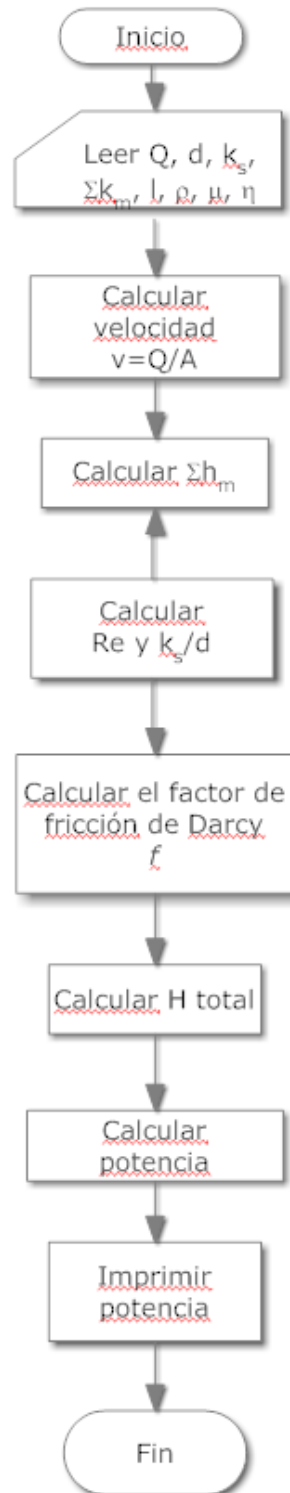 Inicio
Leer Q, d, kₛ,
Σkₘ, l, ρ, μ, η
Calcular
velocidad
v=Q/A
Calcular Σhₘ
Calcular
Re y kₛ/d
Calcular el factor de
fricción de Darcy
f
Calcular H total
Calcular
potencia
Imprimir
potencia
Fin